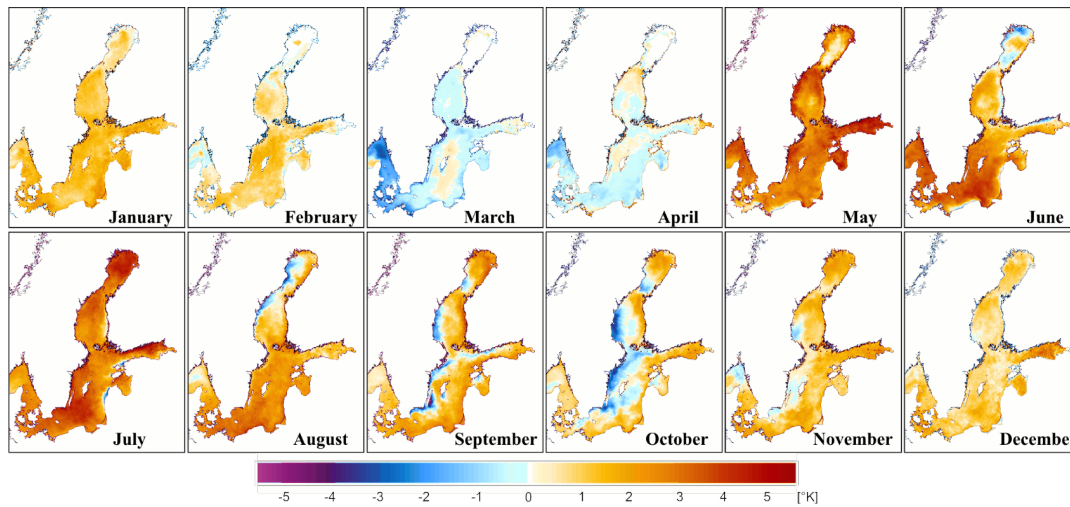 January
February
March
April
May
June
July
August
September
October
November
Decembe
-5 -4 -3 -2 -1 0 1 2 3 4 5 [°K]